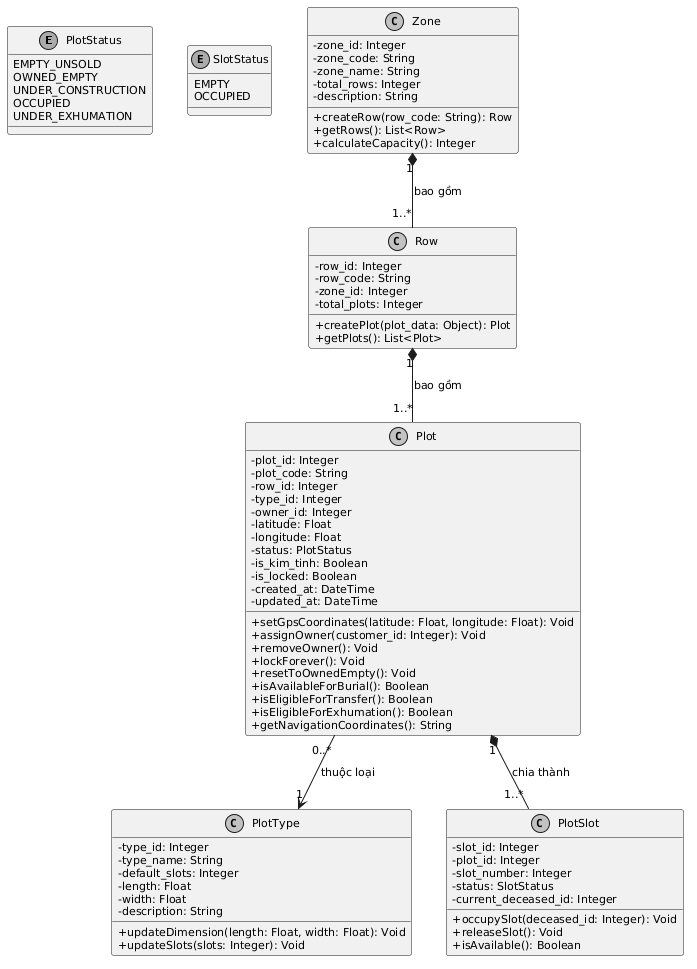 E PlotStatus
EMPTY_UNSOLD
OWNED_EMPTY
UNDER_CONSTRUCTION
OCCUPIED
UNDER_EXHUMATION
E SlotStatus
EMPTY
OCCUPIED
C Zone
-zone_id: Integer
-zone_code: String
-zone_name: String
-total_rows: Integer
-description: String
+createRow(row_code: String): Row
+getRows(): List<Row>
+calculateCapacity(): Integer
1
bao gồm
1..*
C Row
-row_id: Integer
-row_code: String
-zone_id: Integer
-total_plots: Integer
+createPlot(plot_data: Object): Plot
+getPlots(): List<Plot>
1
bao gồm
1..*
C Plot
-plot_id: Integer
-plot_code: String
-row_id: Integer
-type_id: Integer
-owner_id: Integer
-latitude: Float
-longitude: Float
-status: PlotStatus
-is_kim_tinh: Boolean
-is_locked: Boolean
-created_at: DateTime
-updated_at: DateTime
+setGpsCoordinates(latitude: Float, longitude: Float): Void
+assignOwner(customer_id: Integer): Void
+removeOwner(): Void
+lockForever(): Void
+resetToOwnedEmpty(): Void
+isAvailableForBurial(): Boolean
+isEligibleForTransfer(): Boolean
+isEligibleForExhumation(): Boolean
+getNavigationCoordinates(): String
0..*
thuộc loại
1
1
chia thành
1..*
C PlotType
-type_id: Integer
-type_name: String
-default_slots: Integer
-length: Float
-width: Float
-description: String
+updateDimension(length: Float, width: Float): Void
+updateSlots(slots: Integer): Void
C PlotSlot
-slot_id: Integer
-plot_id: Integer
-slot_number: Integer
-status: SlotStatus
-current_deceased_id: Integer
+occupySlot(deceased_id: Integer): Void
+releaseSlot(): Void
+isAvailable(): Boolean